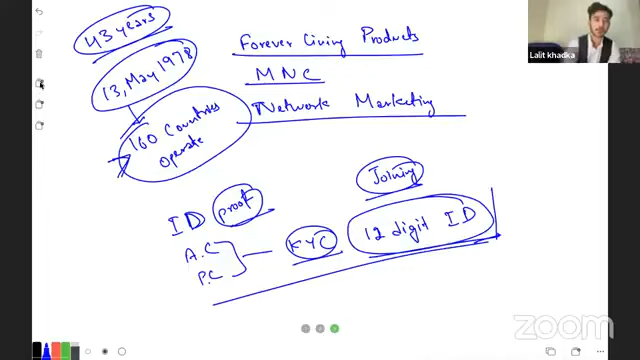 43 years
13, May 1978
160 Countries
Operate
Forever Living Products
MNC
Network Marketing
Joining
12 digit ID
ID proof
A.C
P.C
KYC
Lalit khadka
zoom